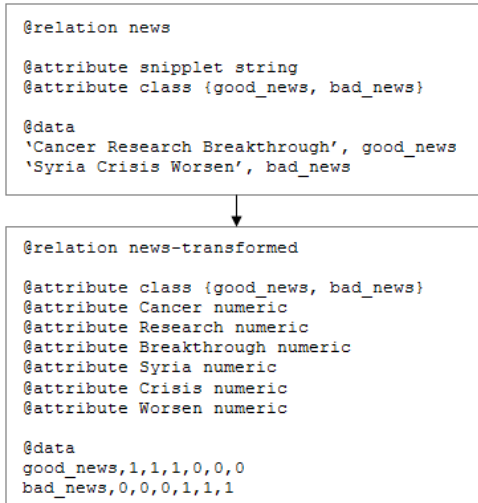 @relation news
@attribute snipplet string
@attribute class {good_news, bad_news}
@data
‘Cancer Research Breakthrough’, good_news
‘Syria Crisis Worsen’, bad_news
@relation news-transformed
@attribute class {good_news, bad_news}
@attribute Cancer numeric
@attribute Research numeric
@attribute Breakthrough numeric
@attribute Syria numeric
@attribute Crisis numeric
@attribute Worsen numeric
@data
good_news,1,1,1,0,0,0
bad_news,0,0,0,1,1,1